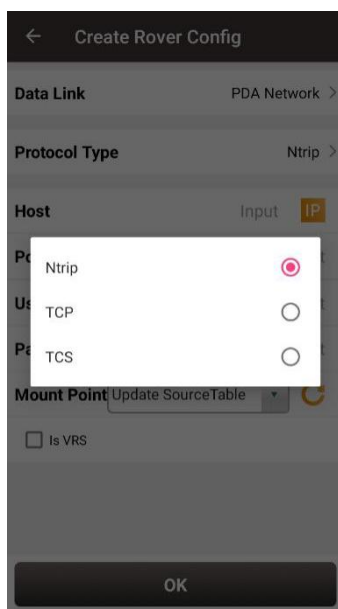 Create Rover Config
Data Link PDA Network
Protocol Type Ntrip
Host Input IP
Ntrip
TCP
TCS
Mount Point Update SourceTable
Is VRS
OK